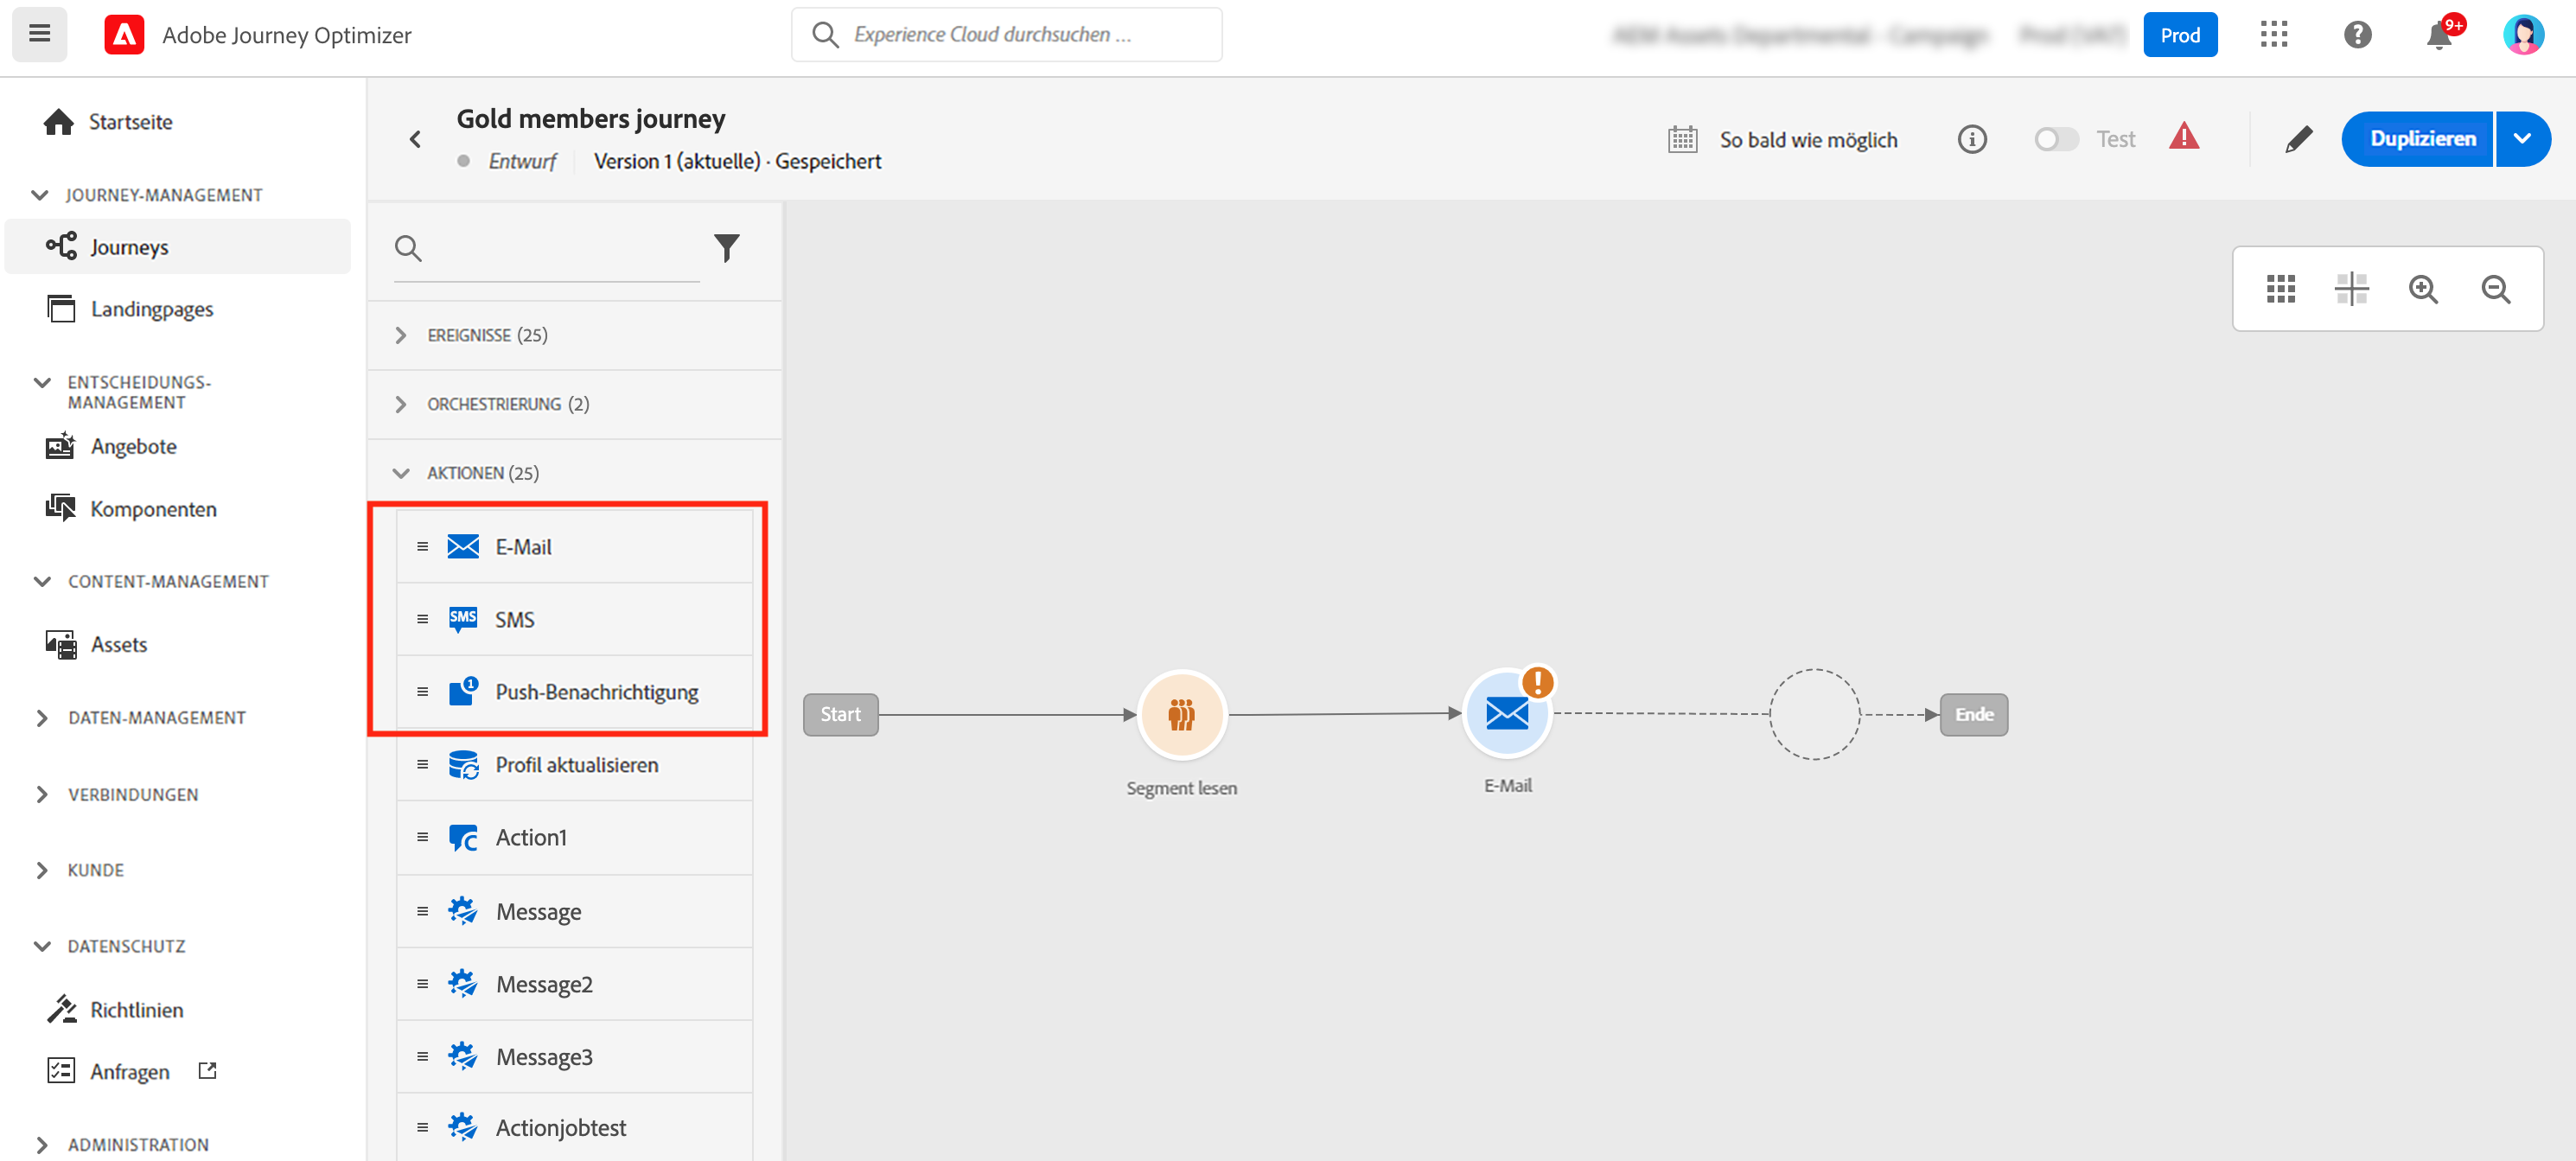 Adobe Journey Optimizer
Experience Cloud durchsuchen ...
Prod
9+
Startseite
JOURNEY-MANAGEMENT
Journeys
Landingpages
ENTSCHEIDUNGS-
MANAGEMENT
Angebote
Komponenten
CONTENT-MANAGEMENT
Assets
DATEN-MANAGEMENT
VERBINDUNGEN
KUNDE
DATENSCHUTZ
Richtlinien
Anfragen
ADMINISTRATION
Gold members journey
Entwurf
Version 1 (aktuelle) · Gespeichert
So bald wie möglich
Test
Duplizieren
EREIGNISSE (25)
ORCHESTRIERUNG (2)
AKTIONEN (25)
E-Mail
SMS
SMS
1
Push-Benachrichtigung
Profil aktualisieren
Action1
Message
Message2
Message3
Actionjobtest
Start
Segment lesen
E-Mail
Ende